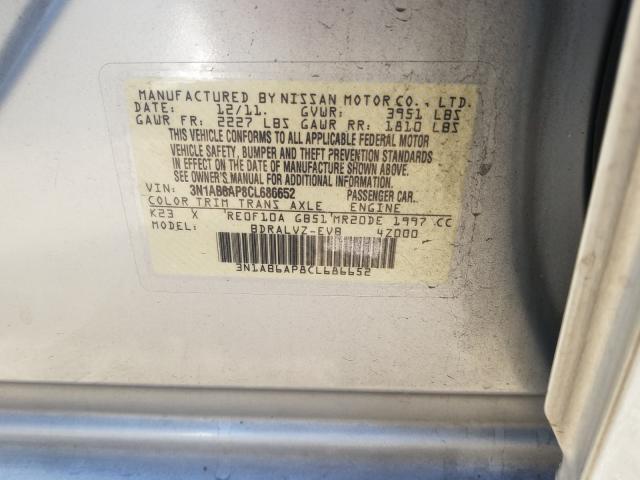 MANUFACTURED BY NISSAN MOTOR CO., LTD.
DATE: 12/11. GVWR: 3951 LBS
GAWR FR: 2227 LBS GAWR RR: 1810 LBS
THIS VEHICLE CONFORMS TO ALL APPLICABLE FEDERAL MOTOR
VEHICLE SAFETY, BUMPER AND THEFT PREVENTION STANDARDS
IN EFFECT ON THE DATE OF MANUFACTURE SHOWN ABOVE.
SEE OWNER'S MANUAL FOR ADDITIONAL INFORMATION
VIN: 3N1AB6AP8CL686652 PASSENGER CAR
COLOR TRIM TRANS AXLE ENGINE
K23 X RE0F10A GB51 MR20DE 1997 CC
MODEL: BDRALVZ-EVB 4Z000
3N1AB6AP8CL686652